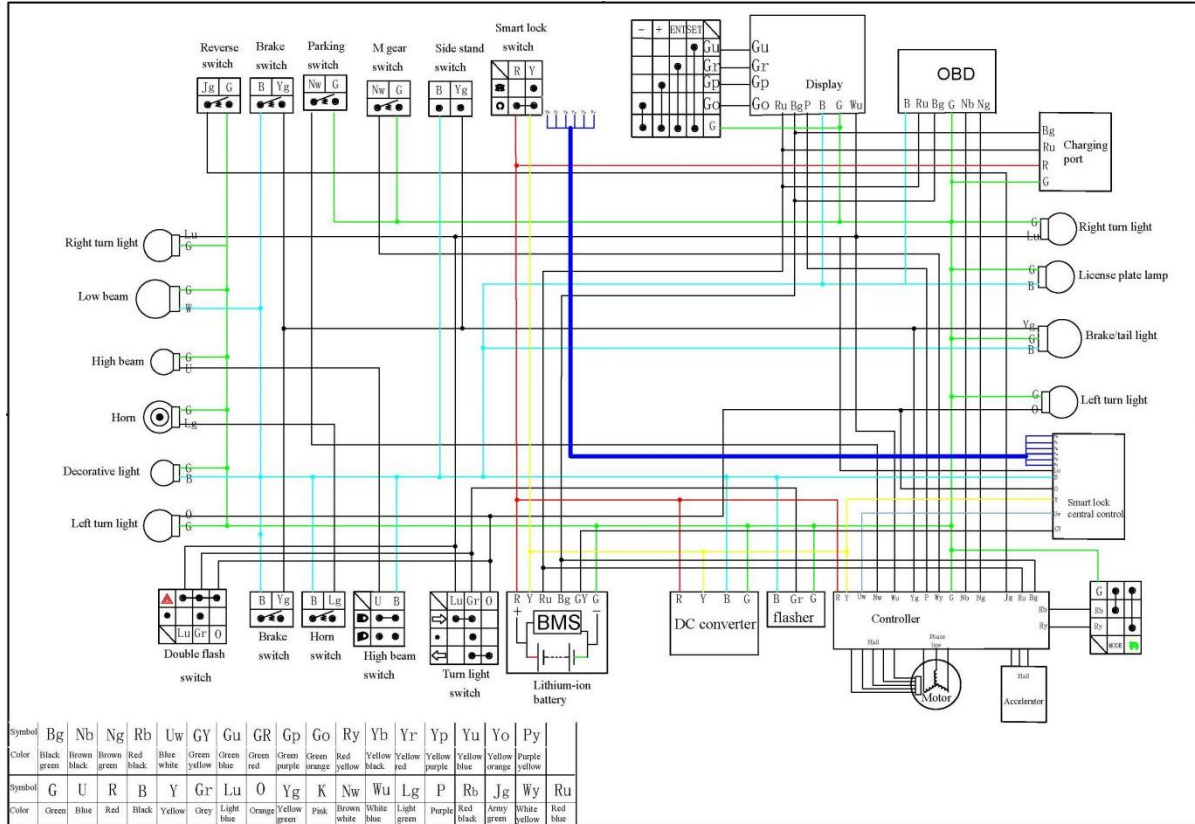 Smart lock
switch
Reverse
switch
Brake
switch
Parking
switch
M gear
switch
Side stand
switch
Jg G
B Yg
Nw G
Nw G
B Yg
R Y
- + ENT SET
Gu
Gr
Gp
Go
G
Gu
Gr
Gp
Go
Display
Ru Bg P B G Wu
OBD
B Ru Bg G Nb Ng
Bg
Ru
R
G
Charging
port
Right turn light
Lu
G
Low beam
G
W
High beam
G
U
Horn
G
Lg
Decorative light
G
B
Left turn light
O
G
G
Lu
Right turn light
G
B
License plate lamp
Yg
G
B
Brake/tail light
G
O
Left turn light
Lu
B
O
Y
Uw
GY
Smart lock
central control
Lu Gr O
Double flash
switch
B Yg
Brake
switch
B Lg
Horn
switch
U B
High beam
switch
Lu Gr O
Turn light
switch
R Y Ru Bg GY G
+ −
BMS
Lithium-ion
battery
R Y B G
DC converter
B Gr G
flasher
R Y Uw Wu Yg P Wy G Nb Ng Jg Ru Bg
Controller
Rb
Ry
Hall
Phase
line
Motor
Hall
Accelerator
G
Rb
Ry
MODE
Symbol Bg Nb Ng Rb Uw GY Gu GR Gp Go Ry Yb Yr Yp Yu Yo Py
Color Black green Brown black Brown green Red black Blue white Green yellow Green blue Green red Green purple Green orange Red yellow Yellow black Yellow red Yellow purple Yellow blue Yellow orange Purple yellow
Symbol G U R B Y Gr Lu O Yg K Nw Wu Lg P Rb Jg Wy Ru
Color Green Blue Red Black Yellow Grey Light blue Orange Yellow green Pink Brown white White blue Light green Purple Red black Army green White yellow Red blue